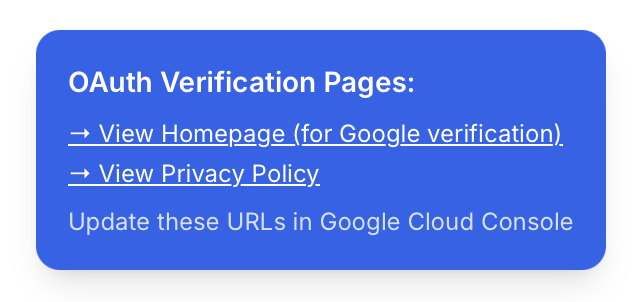 OAuth Verification Pages:
→ View Homepage (for Google verification)
→ View Privacy Policy
Update these URLs in Google Cloud Console